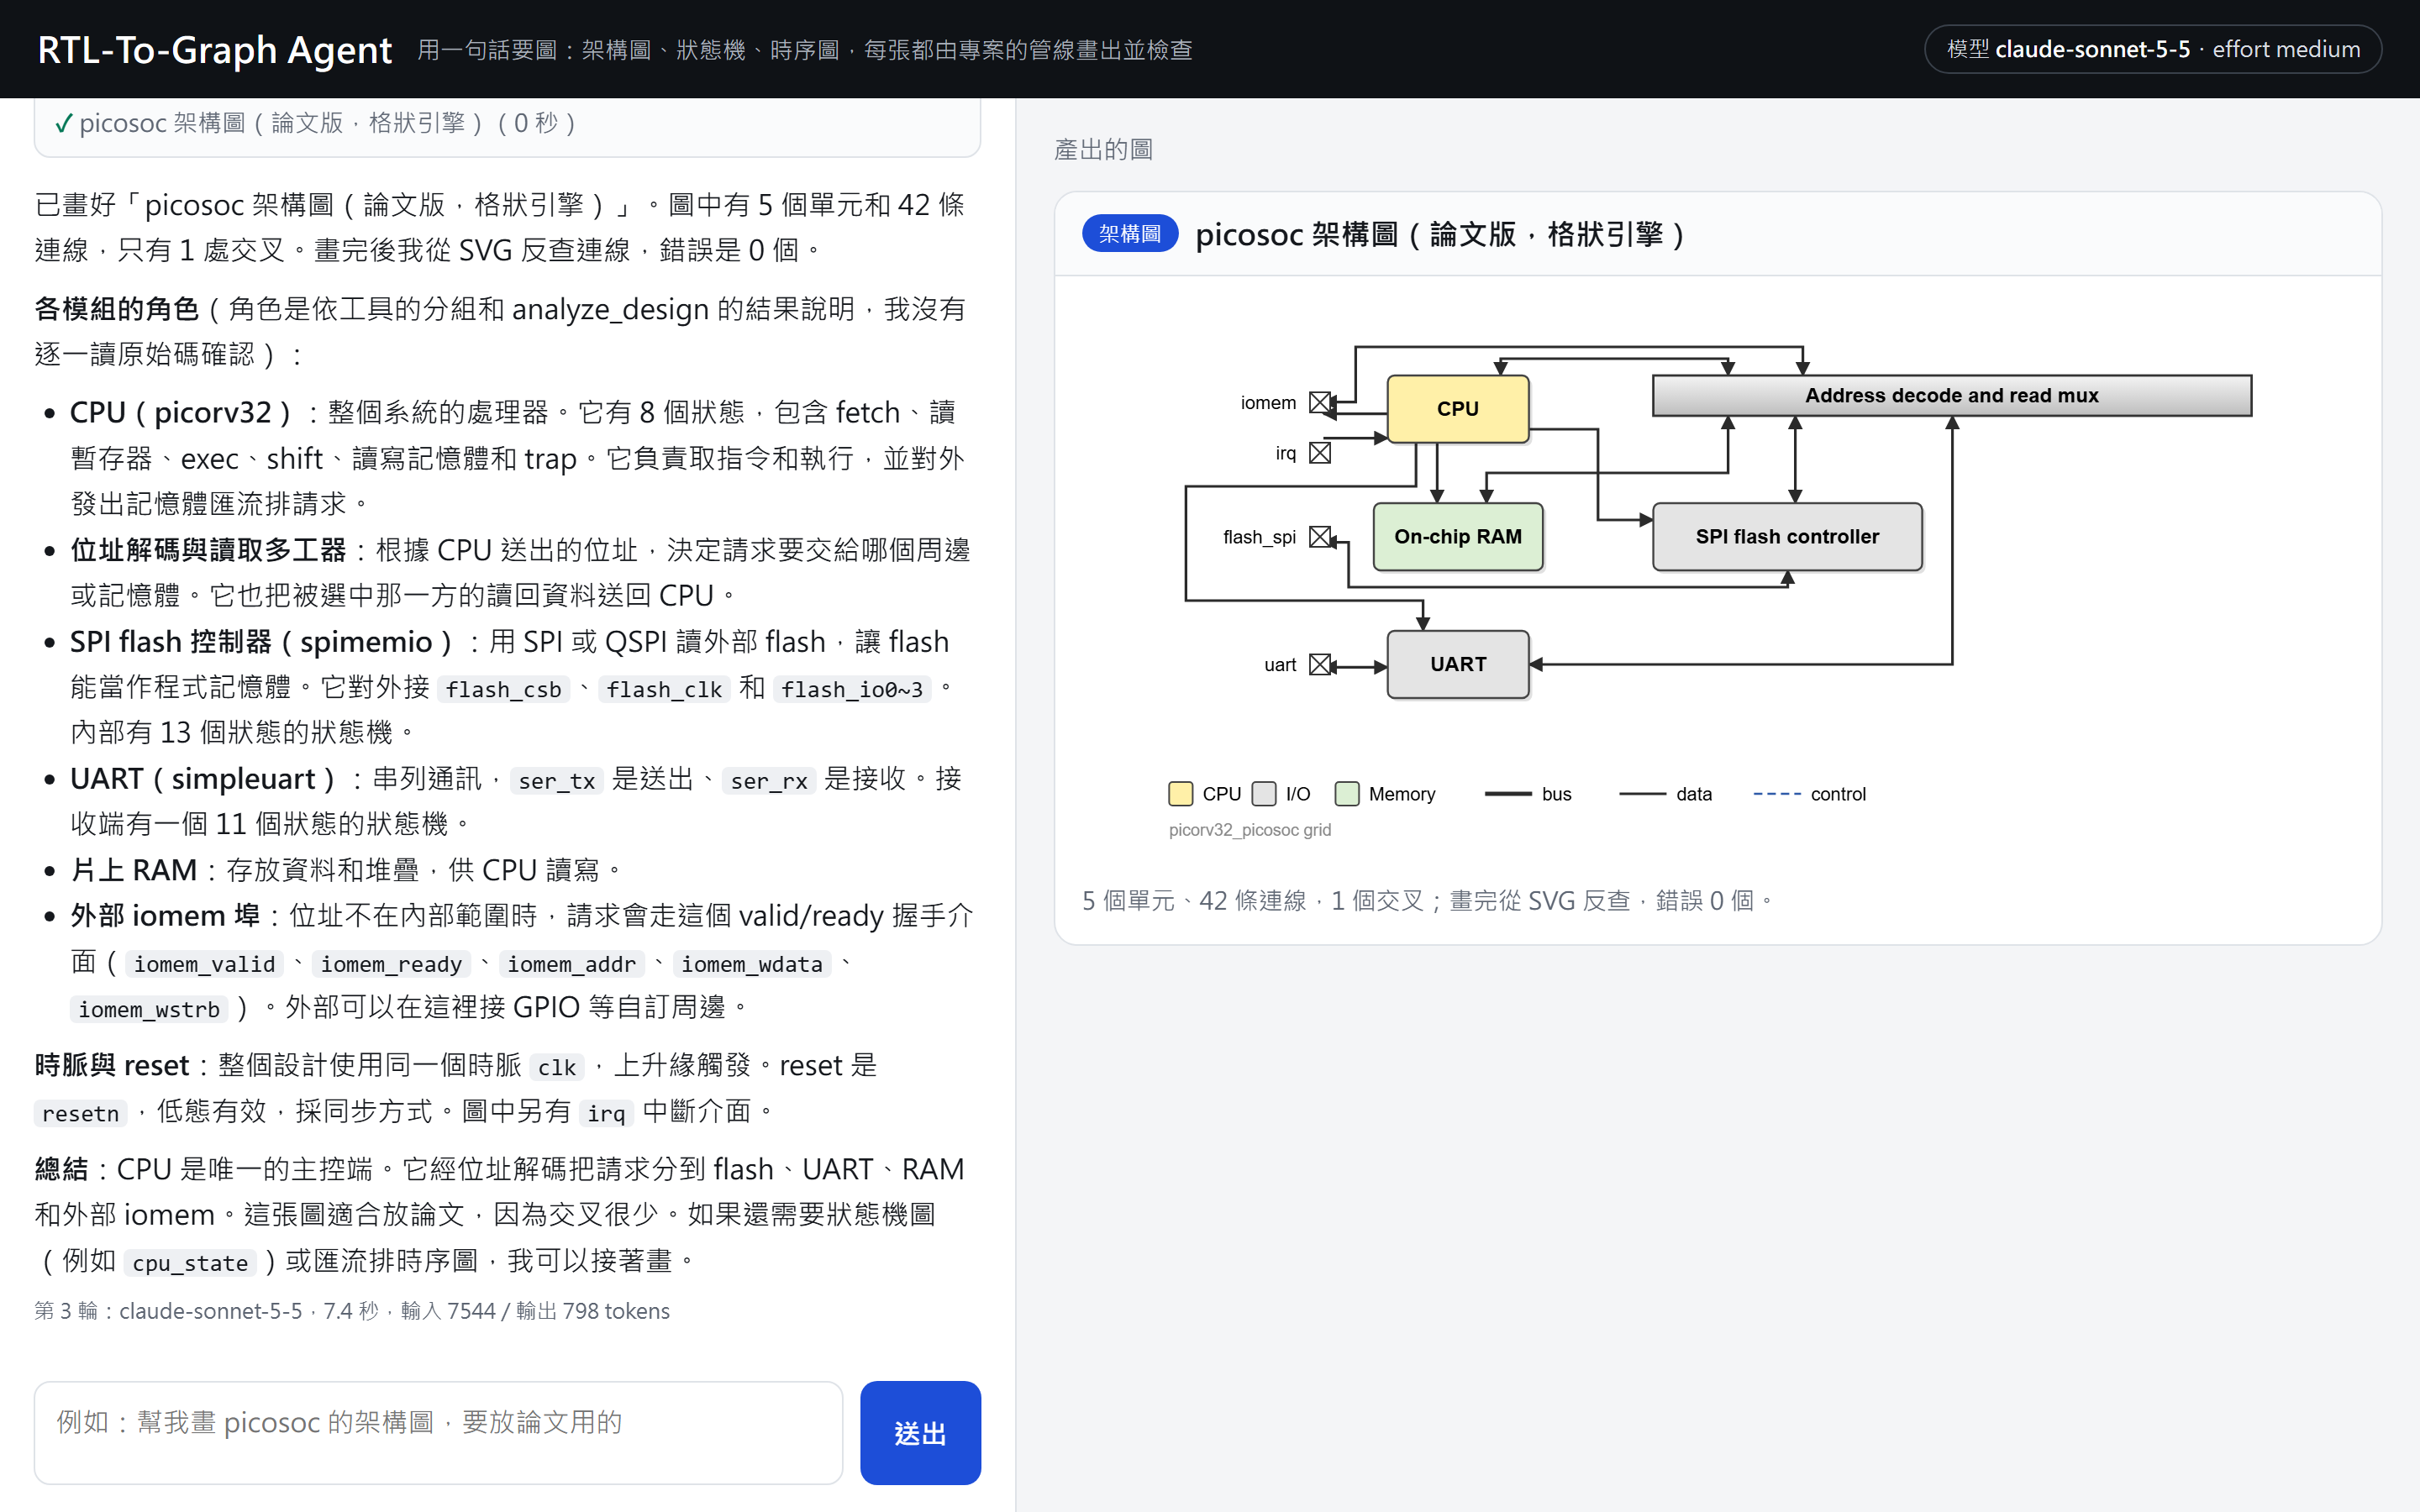 RTL-To-Graph Agent 用一句話要圖：架構圖、狀態機、時序圖，每張都由專案的管線畫出並檢查 模型 claude-sonnet-5-5 · effort medium
✓ picosoc 架構圖（論文版，格狀引擎）（0 秒）
已畫好「picosoc 架構圖（論文版，格狀引擎）」。圖中有 5 個單元和 42 條
連線，只有 1 處交叉。畫完後我從 SVG 反查連線，錯誤是 0 個。
各模組的角色（角色是依工具的分組和 analyze_design 的結果說明，我沒有
逐一讀原始碼確認）：
• CPU（picorv32）：整個系統的處理器。它有 8 個狀態，包含 fetch、讀
暫存器、exec、shift、讀寫記憶體和 trap。它負責取指令和執行，並對外
發出記憶體匯流排請求。
• 位址解碼與讀取多工器：根據 CPU 送出的位址，決定請求要交給哪個周邊
或記憶體。它也把被選中那一方的讀回資料送回 CPU。
• SPI flash 控制器（spimemio）：用 SPI 或 QSPI 讀外部 flash，讓 flash
能當作程式記憶體。它對外接 flash_csb、flash_clk 和 flash_io0~3。
內部有 13 個狀態的狀態機。
• UART（simpleuart）：串列通訊，ser_tx 是送出、ser_rx 是接收。接
收端有一個 11 個狀態的狀態機。
• 片上 RAM：存放資料和堆疊，供 CPU 讀寫。
• 外部 iomem 埠：位址不在內部範圍時，請求會走這個 valid/ready 握手介
面（iomem_valid、iomem_ready、iomem_addr、iomem_wdata、
iomem_wstrb）。外部可以在這裡接 GPIO 等自訂周邊。
時脈與 reset：整個設計使用同一個時脈 clk，上升緣觸發。reset 是
resetn，低態有效，採同步方式。圖中另有 irq 中斷介面。
總結：CPU 是唯一的主控端。它經位址解碼把請求分到 flash、UART、RAM
和外部 iomem。這張圖適合放論文，因為交叉很少。如果還需要狀態機圖
（例如 cpu_state）或匯流排時序圖，我可以接著畫。
第 3 輪：claude-sonnet-5-5，7.4 秒，輸入 7544 / 輸出 798 tokens
例如：幫我畫 picosoc 的架構圖，要放論文用的
送出
產出的圖
架構圖 picosoc 架構圖（論文版，格狀引擎）
iomem
CPU
Address decode and read mux
irq
flash_spi
On-chip RAM
SPI flash controller
uart
UART
CPU I/O Memory bus data control
picorv32_picosoc grid
5 個單元、42 條連線，1 個交叉；畫完從 SVG 反查，錯誤 0 個。